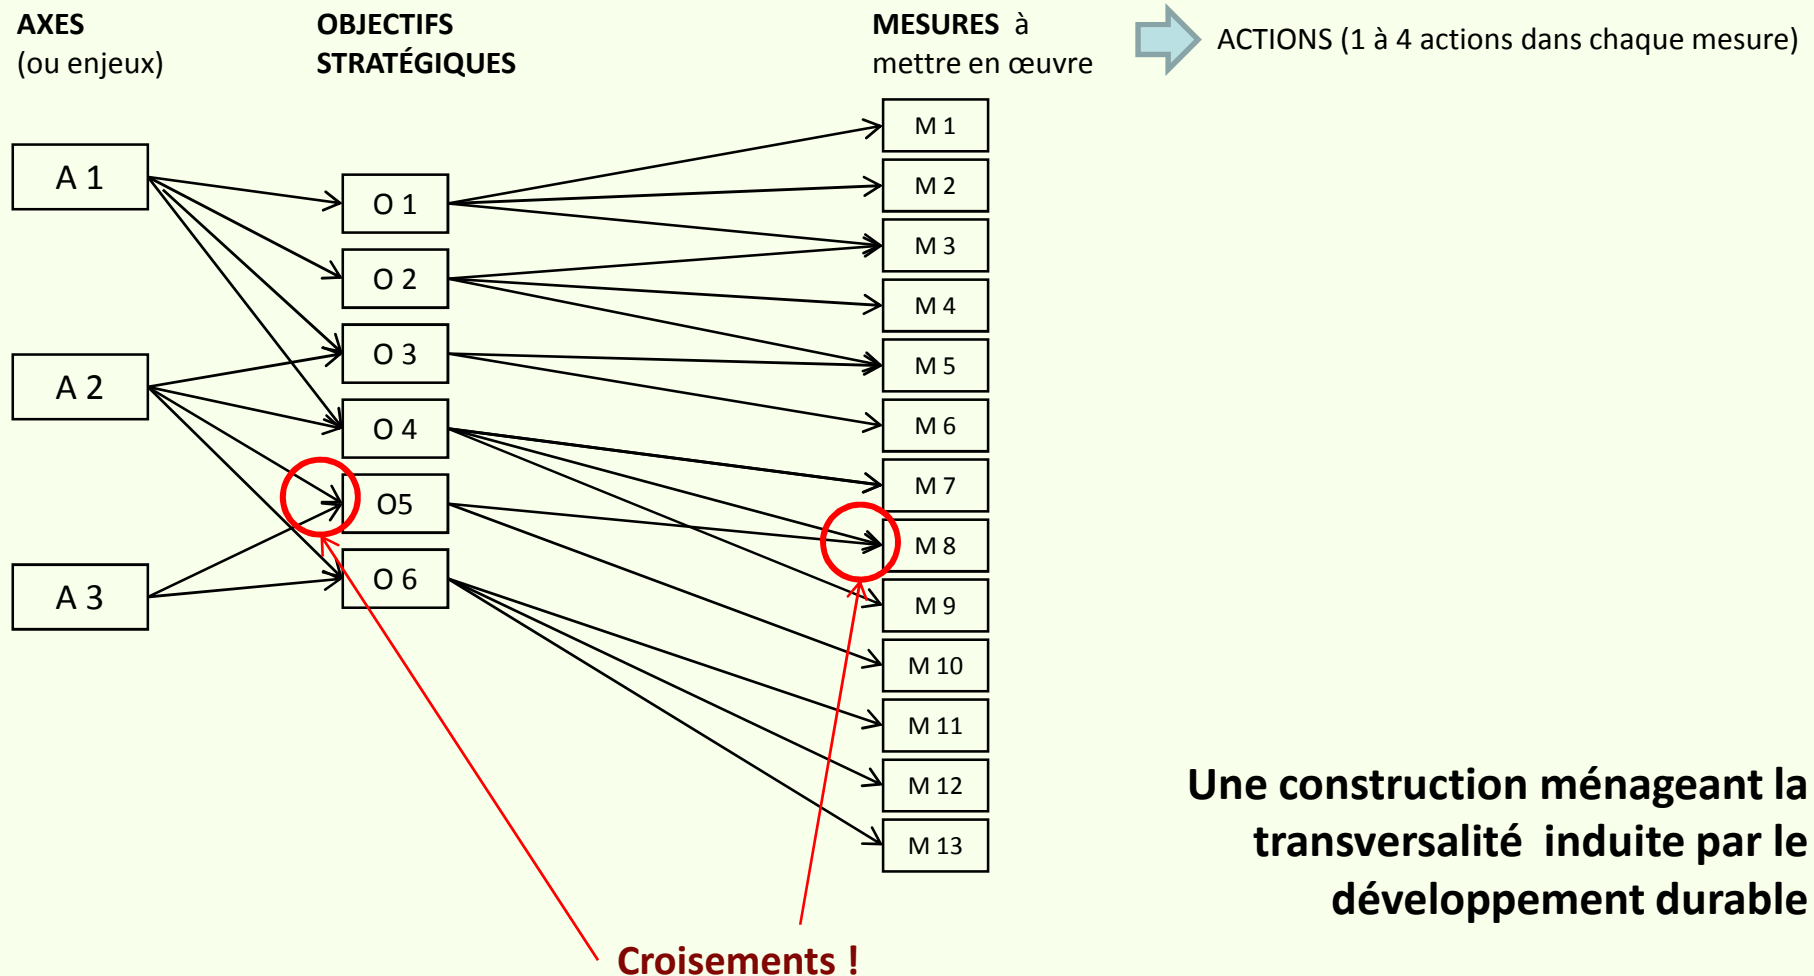 AXES
(ou enjeux)
OBJECTIFS
STRATÉGIQUES
MESURES à
mettre en œuvre
ACTIONS (1 à 4 actions dans chaque mesure)
A 1
A 2
A 3
O 1
O 2
O 3
O 4
O5
O 6
M 1
M 2
M 3
M 4
M 5
M 6
M 7
M 8
M 9
M 10
M 11
M 12
M 13
Une construction ménageant la
transversalité induite par le
développement durable
Croisements !